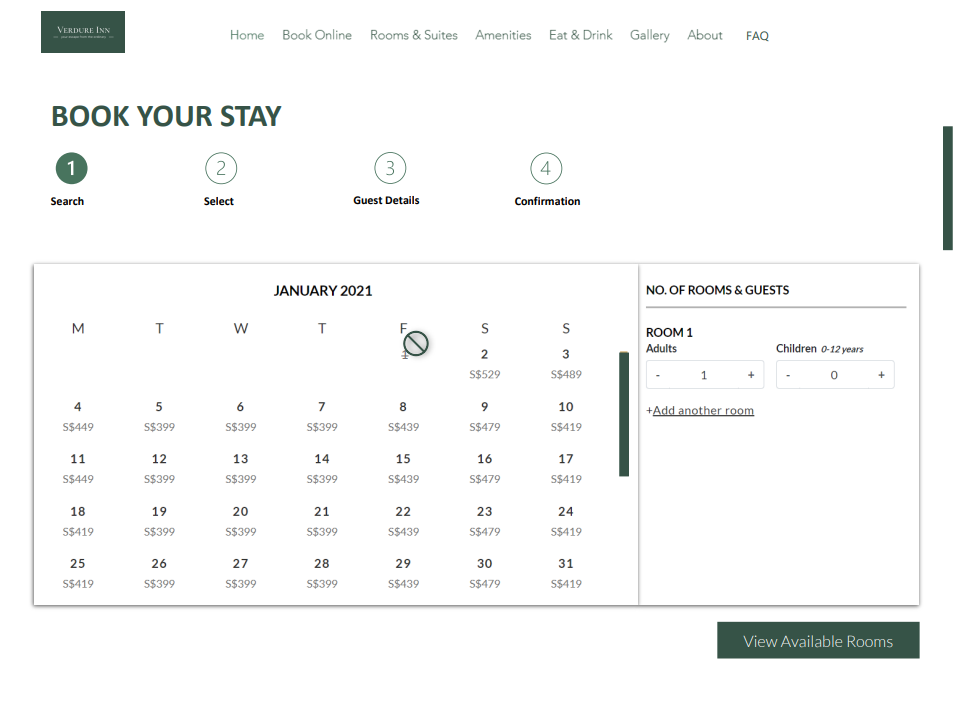 VERDURE INN
Home Book Online Rooms & Suites Amenities Eat & Drink Gallery About FAQ
BOOK YOUR STAY
1 2 3 4
Search Select Guest Details Confirmation
JANUARY 2021
M T W T F S S
1 2 3
S$529 S$489
4 5 6 7 8 9 10
S$449 S$399 S$399 S$399 S$439 S$479 S$419
11 12 13 14 15 16 17
S$449 S$399 S$399 S$399 S$439 S$479 S$419
18 19 20 21 22 23 24
S$419 S$399 S$399 S$399 S$439 S$479 S$419
25 26 27 28 29 30 31
S$419 S$399 S$399 S$399 S$439 S$479 S$419
NO. OF ROOMS & GUESTS
ROOM 1
Adults Children 0-12 years
- 1 + - 0 +
+Add another room
View Available Rooms